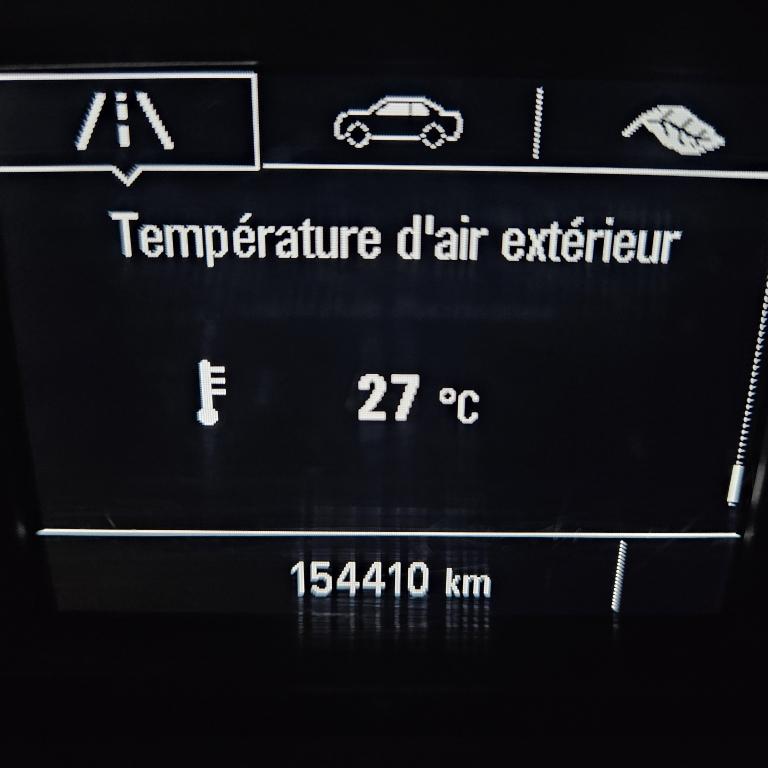 Température d'air extérieur
27 °C
154410 km